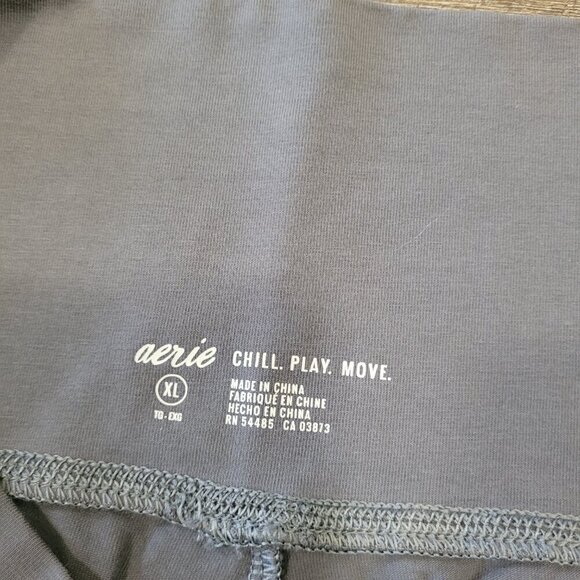 aerie CHILL. PLAY. MOVE.
XL
TG-EXG
MADE IN CHINA
FABRIQUÉ EN CHINE
HECHO EN CHINA
RN 54485 CA 03873